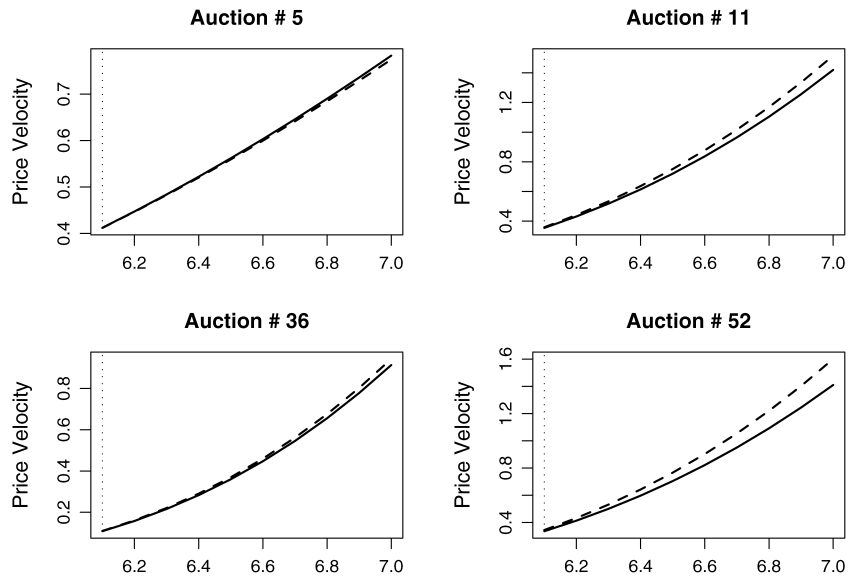 Auction # 5
Price Velocity
0.4 0.5 0.6 0.7
6.2 6.4 6.6 6.8 7.0
Auction # 11
Price Velocity
0.4 0.8 1.2
6.2 6.4 6.6 6.8 7.0
Auction # 36
Price Velocity
0.2 0.4 0.6 0.8
6.2 6.4 6.6 6.8 7.0
Auction # 52
Price Velocity
0.4 0.8 1.2 1.6
6.2 6.4 6.6 6.8 7.0